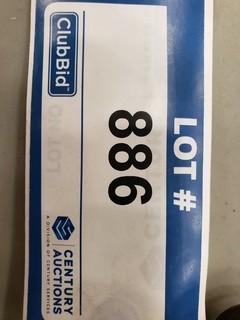 LOT #
886
ClubBid
CENTURY
AUCTIONS
A DIVISION OF CENTURY SERVICES